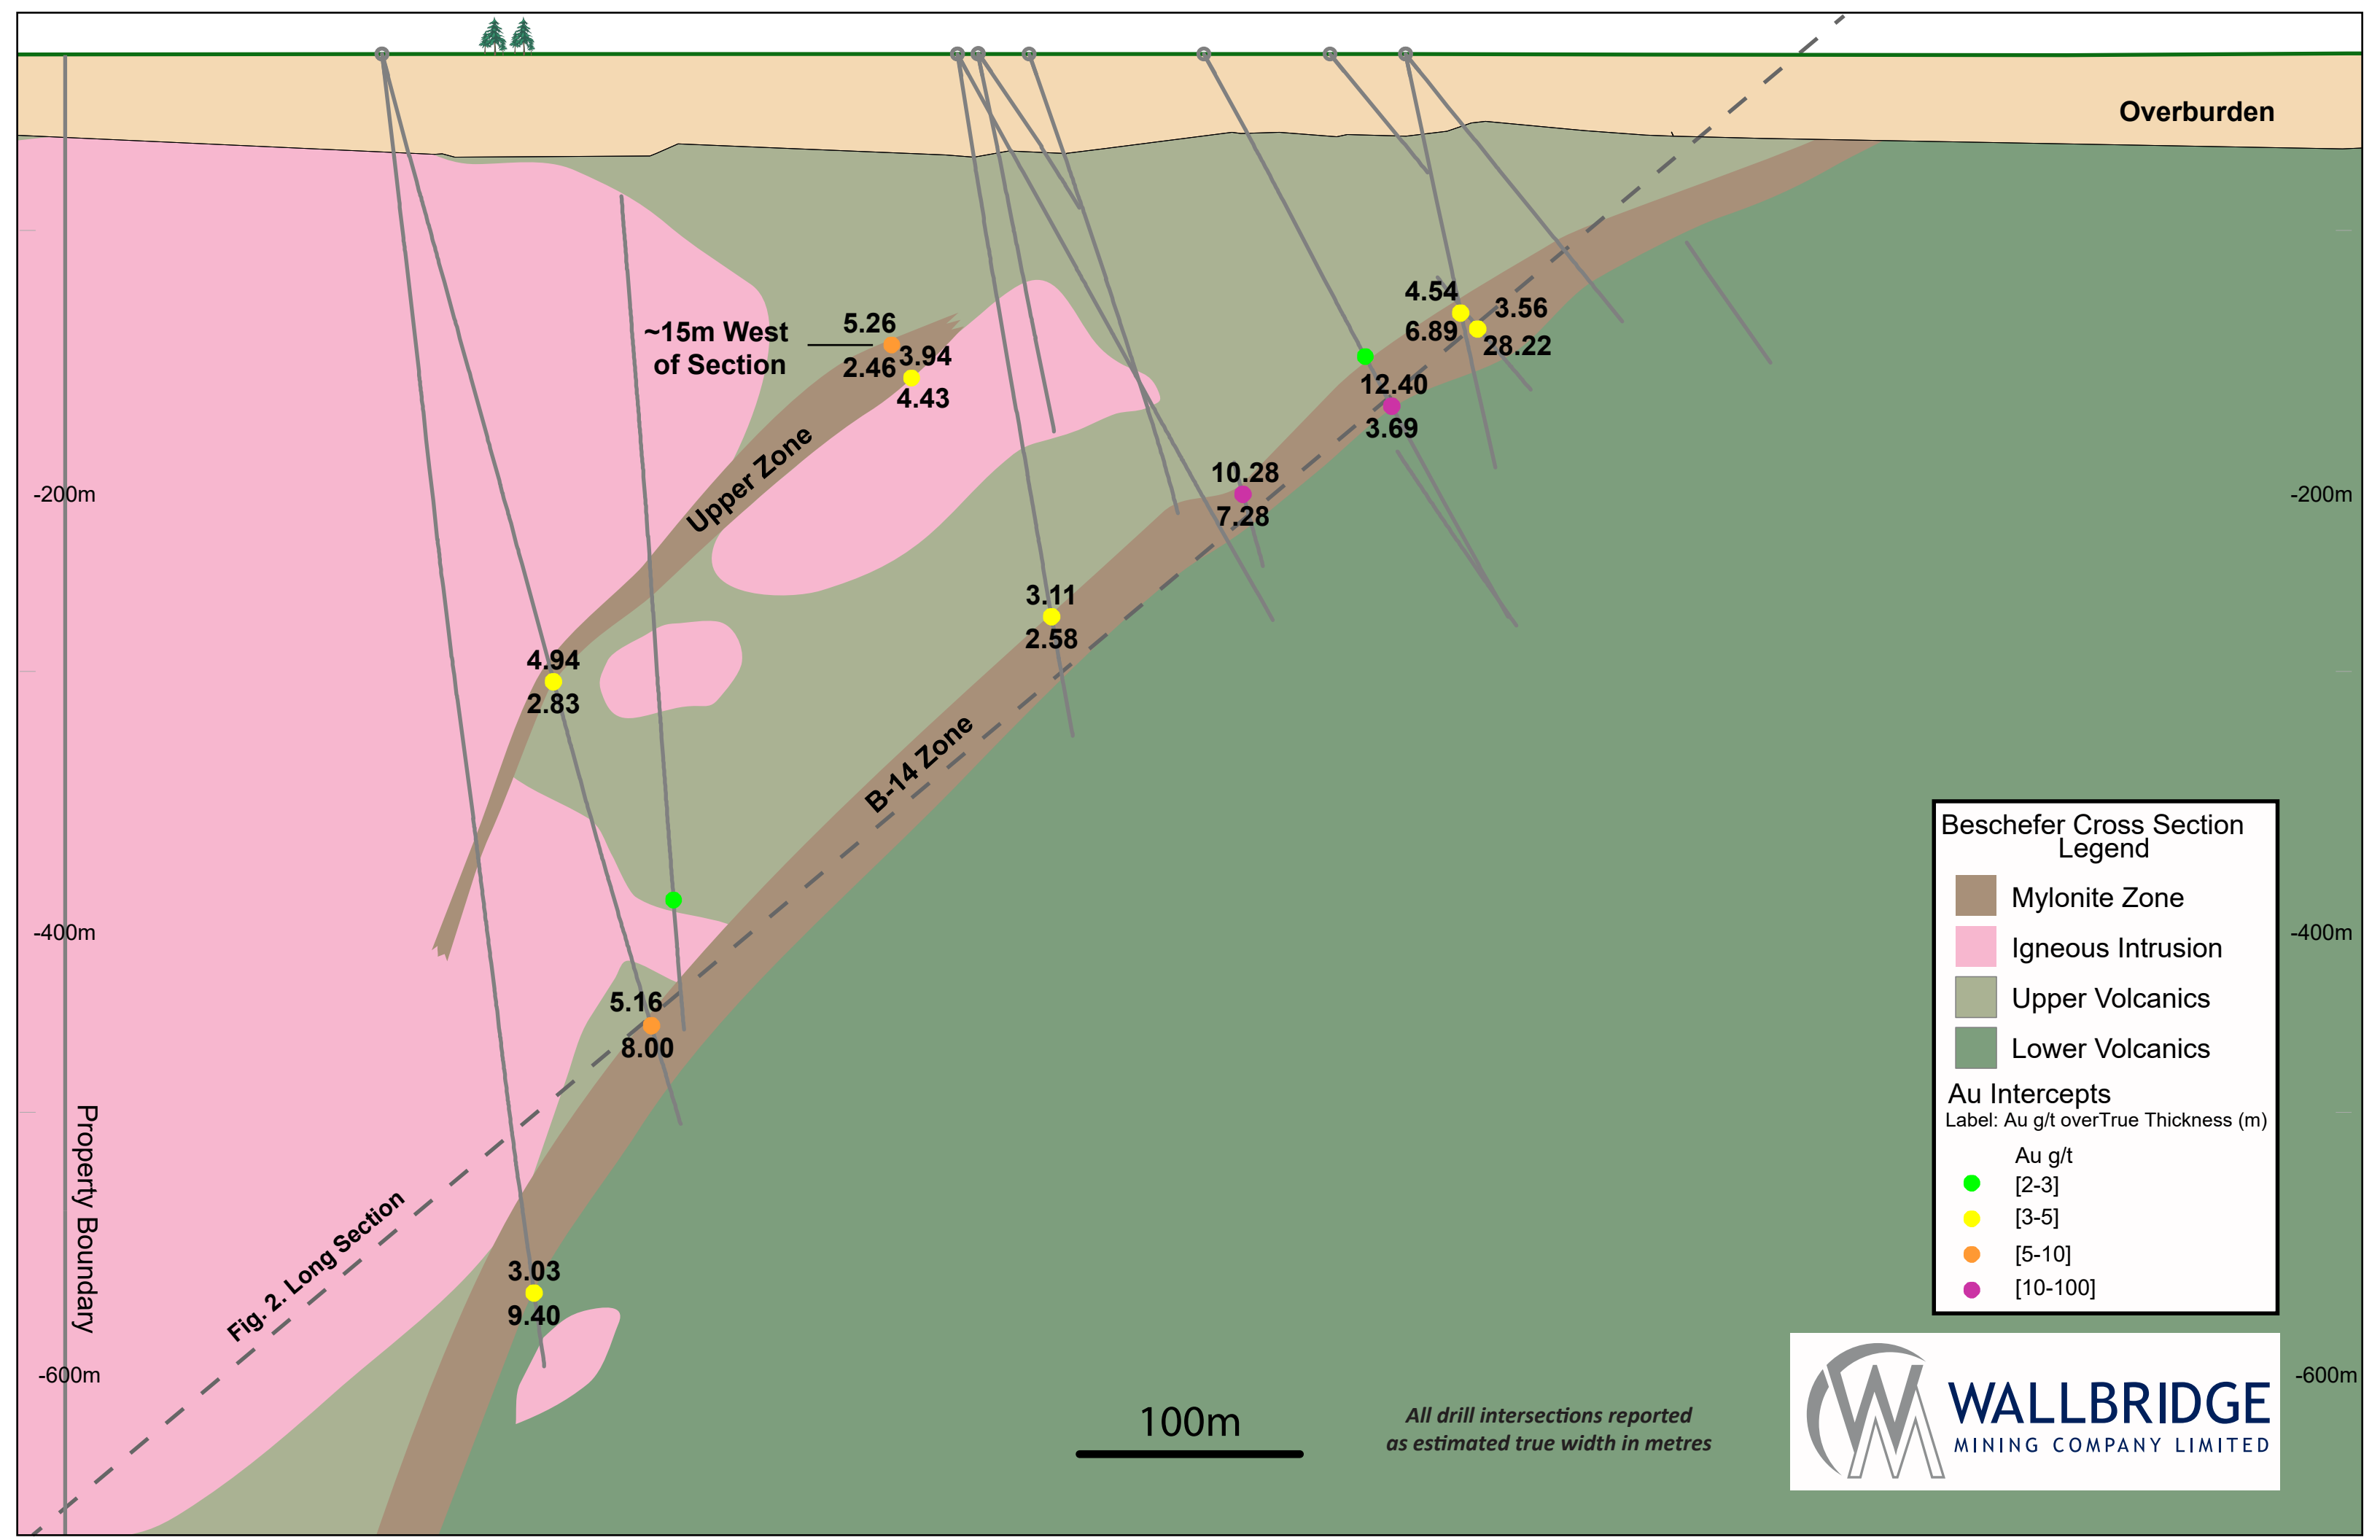 Overburden
4.54
3.56
~15m West
of Section
5.26
6.89
28.22
2.46
3.94
4.43
12.40
3.69
Upper Zone
10.28
7.28
-200m
-200m
3.11
2.58
4.94
2.83
B-14 Zone
-400m
-400m
5.16
8.00
Property Boundary
Fig. 2. Long Section
3.03
9.40
-600m
-600m
Beschefer Cross Section
Legend
Mylonite Zone
Igneous Intrusion
Upper Volcanics
Lower Volcanics
Au Intercepts
Label: Au g/t overTrue Thickness (m)
Au g/t
[2-3]
[3-5]
[5-10]
[10-100]
100m
All drill intersections reported
as estimated true width in metres
WALLBRIDGE
MINING COMPANY LIMITED